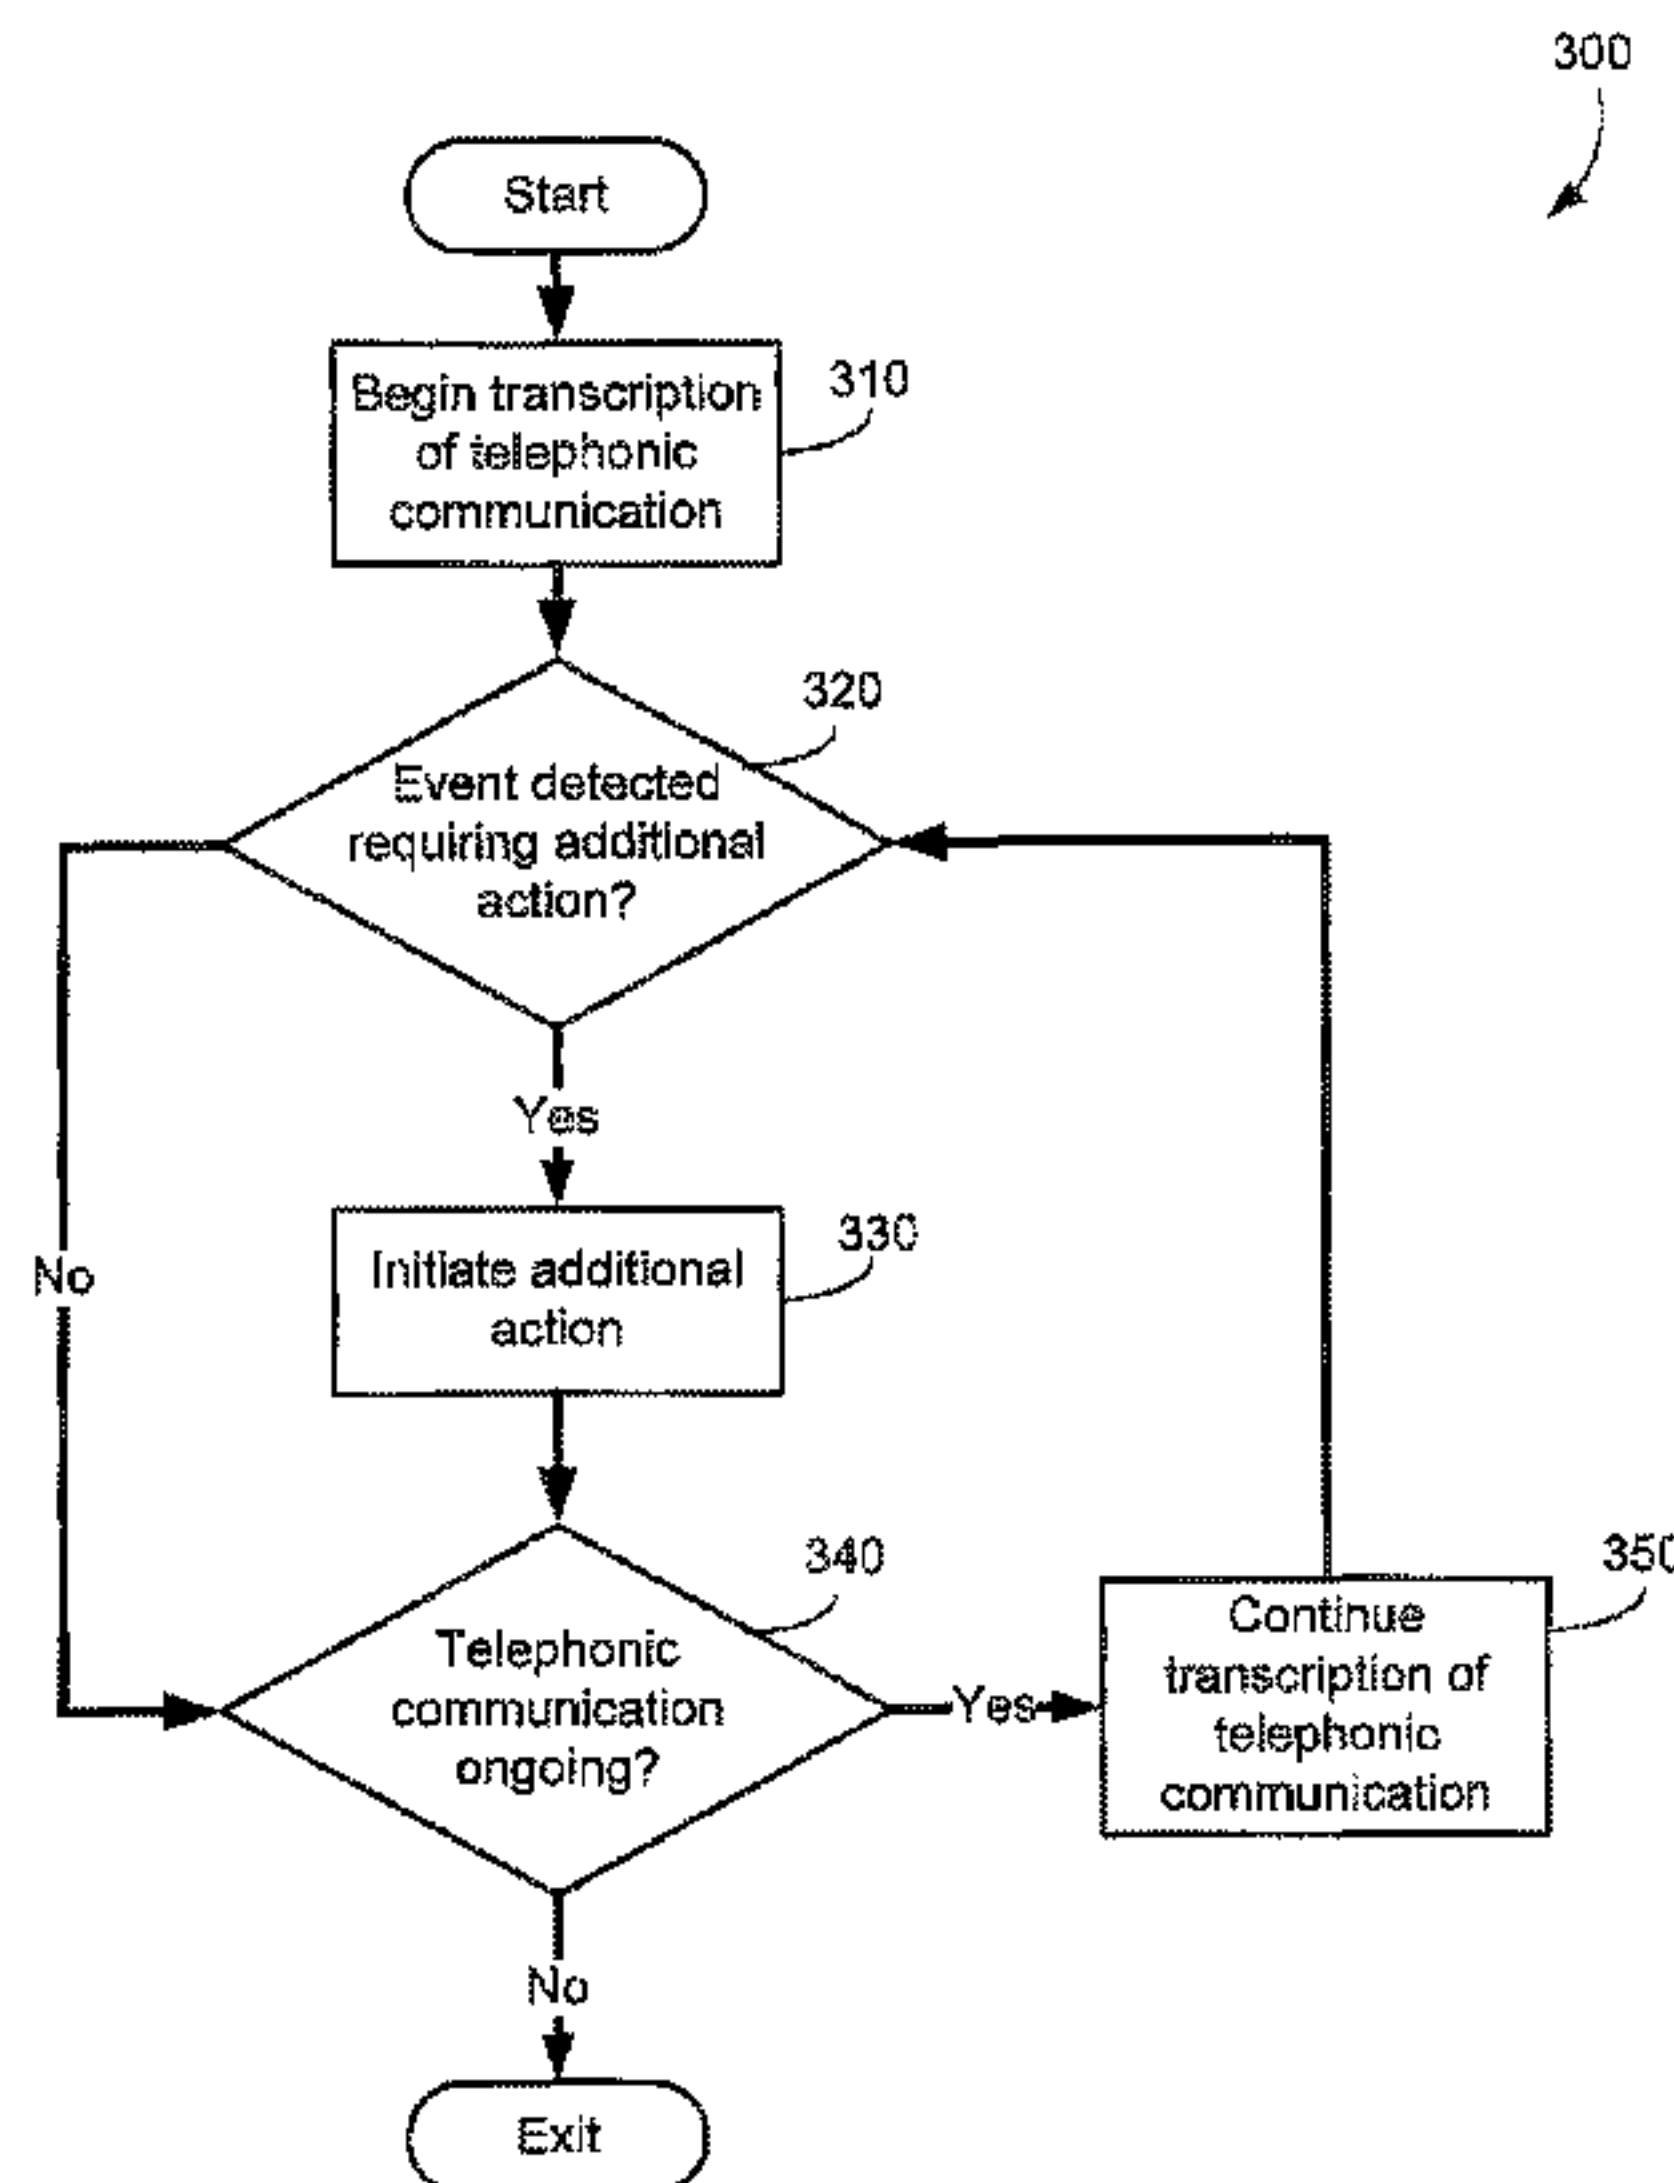 300
Start
Begin transcription
of telephonic
communication
310
320
Event detected
requiring additional
action?
Yes
No
Initiate additional
action
330
340
Telephonic
communication
ongoing?
Yes
350
Continue
transcription of
telephonic
communication
No
Exit